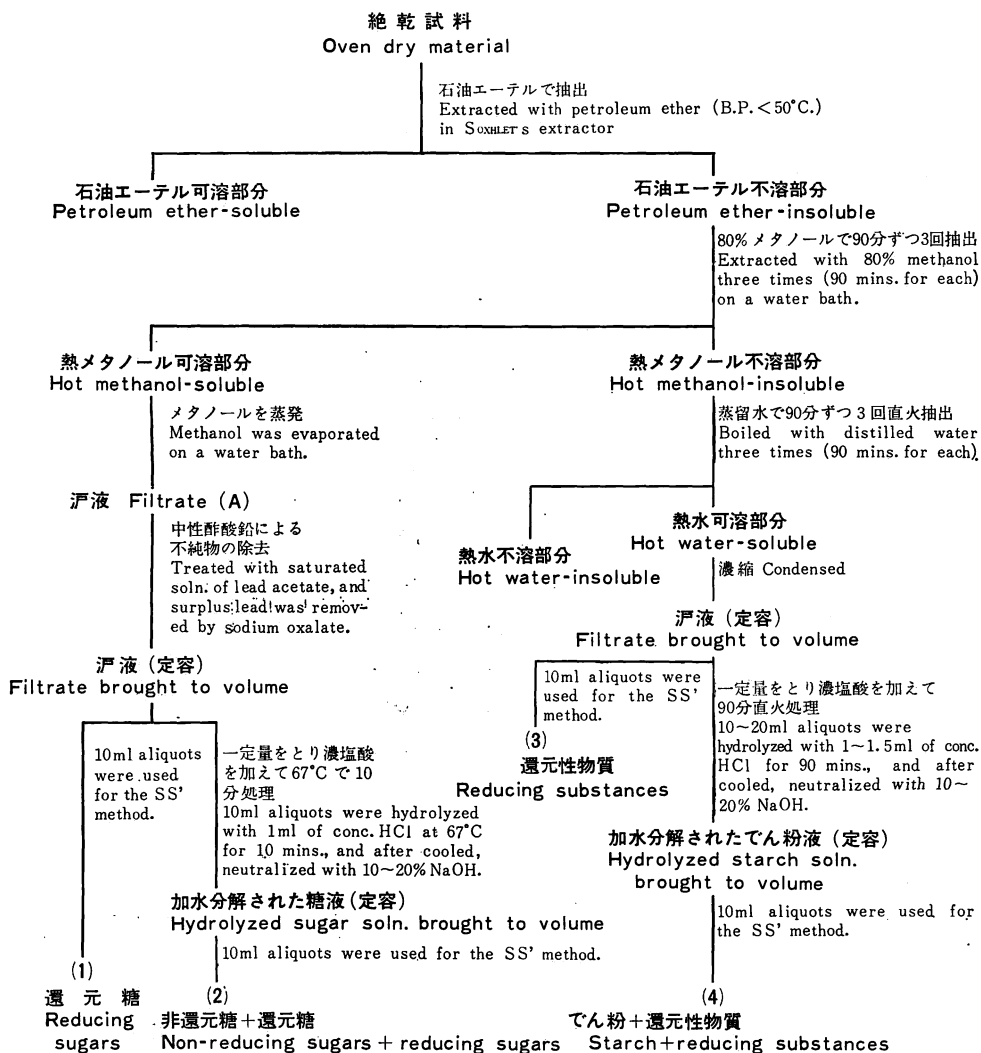 絶乾試料
Oven dry material
石油エーテルで抽出
Extracted with petroleum ether (B.P.<50°C.)
in SOXHLET s extractor
石油エーテル可溶部分
Petroleum ether-soluble
石油エーテル不溶部分
Petroleum ether-insoluble
80%メタノールで90分ずつ3回抽出
Extracted with 80% methanol
three times (90 mins. for each)
on a water bath.
熱メタノール可溶部分
Hot methanol-soluble
メタノールを蒸発
Methanol was evaporated
on a water bath.
沪液 Filtrate (A)
中性酢酸鉛による
不純物の除去
Treated with saturated
soln. of lead acetate, and
surplus lead was remov-
ed by sodium oxalate.
沪液(定容)
Filtrate brought to volume
10ml aliquots
were used
for the SS'
method.
(1)
還元糖
Reducing
sugars
一定量をとり濃塩酸
を加えて67°Cで10
分処理
10ml aliquots were hydrolyzed
with 1ml of conc. HCl at 67°C
for 10 mins., and after cooled,
neutralized with 10~20% NaOH.
加水分解された糖液(定容)
Hydrolyzed sugar soln. brought to volume
10ml aliquots were used for the SS' method.
(2)
非還元糖+還元糖
Non-reducing sugars + reducing sugars
熱メタノール不溶部分
Hot methanol-insoluble
蒸留水で90分ずつ3回直火抽出
Boiled with distilled water
three times (90 mins. for each)
熱水不溶部分
Hot water-insoluble
熱水可溶部分
Hot water-soluble
濃縮 Condensed
沪液(定容)
Filtrate brought to volume
10ml aliquots were
used for the SS'
method.
(3)
還元性物質
Reducing substances
一定量をとり濃塩酸を加えて
90分直火処理
10~20ml aliquots were
hydrolyzed with 1~1.5ml of conc.
HCl for 90 mins., and after
cooled, neutralized with 10~
20% NaOH.
加水分解されたでん粉液(定容)
Hydrolyzed starch soln.
brought to volume
10ml aliquots were used for
the SS' method.
(4)
でん粉+還元性物質
Starch+reducing substances